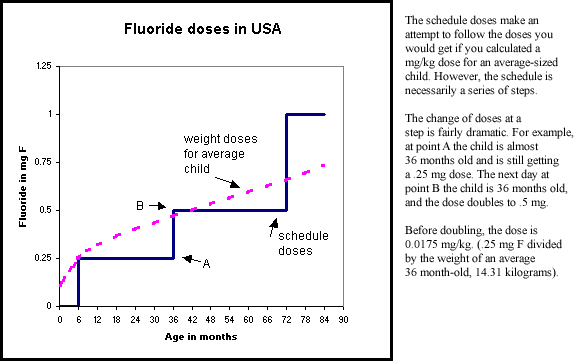 Fluoride doses in USA
1.25
1
0.75
0.5
0.25
0
Fluoride in mg F
weight doses
for average
child
B
A
schedule
doses
0 6 12 18 24 30 36 42 48 54 60 66 72 78 84 90
Age in months
The schedule doses make an
attempt to follow the doses you
would get if you calculated a
mg/kg dose for an average-sized
child. However, the schedule is
necessarily a series of steps.
The change of doses at a
step is fairly dramatic. For example,
at point A the child is almost
36 months old and is still getting
a .25 mg dose. The next day at
point B the child is 36 months old,
and the dose doubles to .5 mg.
Before doubling, the dose is
0.0175 mg/kg. (.25 mg F divided
by the weight of an average
36 month-old, 14.31 kilograms).